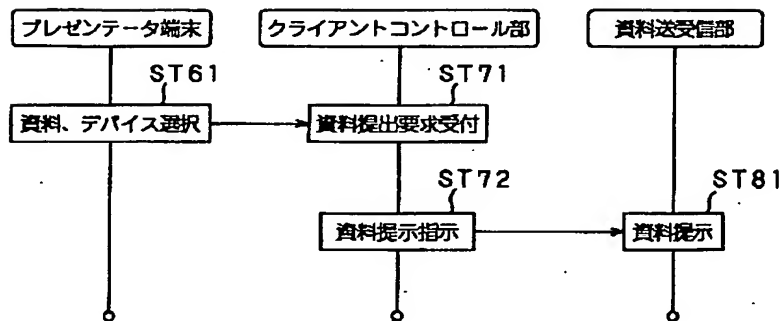 プレゼンテータ端末
クライアントコントロール部
資料送受信部
ST61
ST71
資料、デバイス選択
資料提出要求受付
ST72
ST81
資料提示指示
資料提示